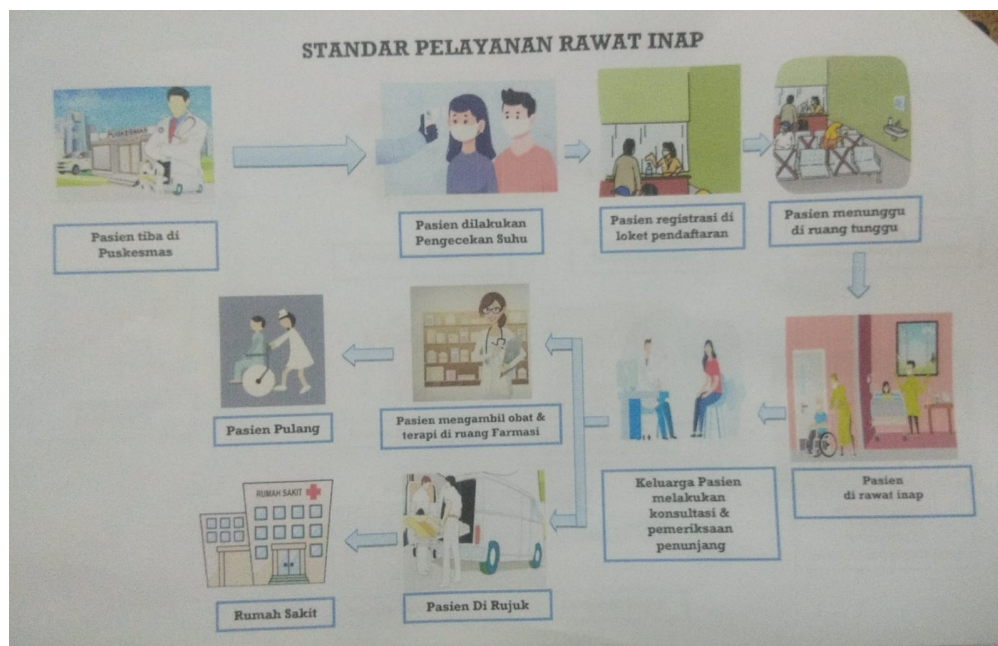 STANDAR PELAYANAN RAWAT INAP
PUSKESMAS
Pasien tiba di
Puskesmas
Pasien dilakukan
Pengecekan Suhu
Pasien registrasi di
loket pendaftaran
Pasien menunggu
di ruang tunggu
Pasien
di rawat inap
Keluarga Pasien
melakukan
konsultasi &
pemeriksaan
penunjang
Pasien mengambil obat &
terapi di ruang Farmasi
Pasien Pulang
Pasien Di Rujuk
RUMAH SAKIT
Rumah Sakit